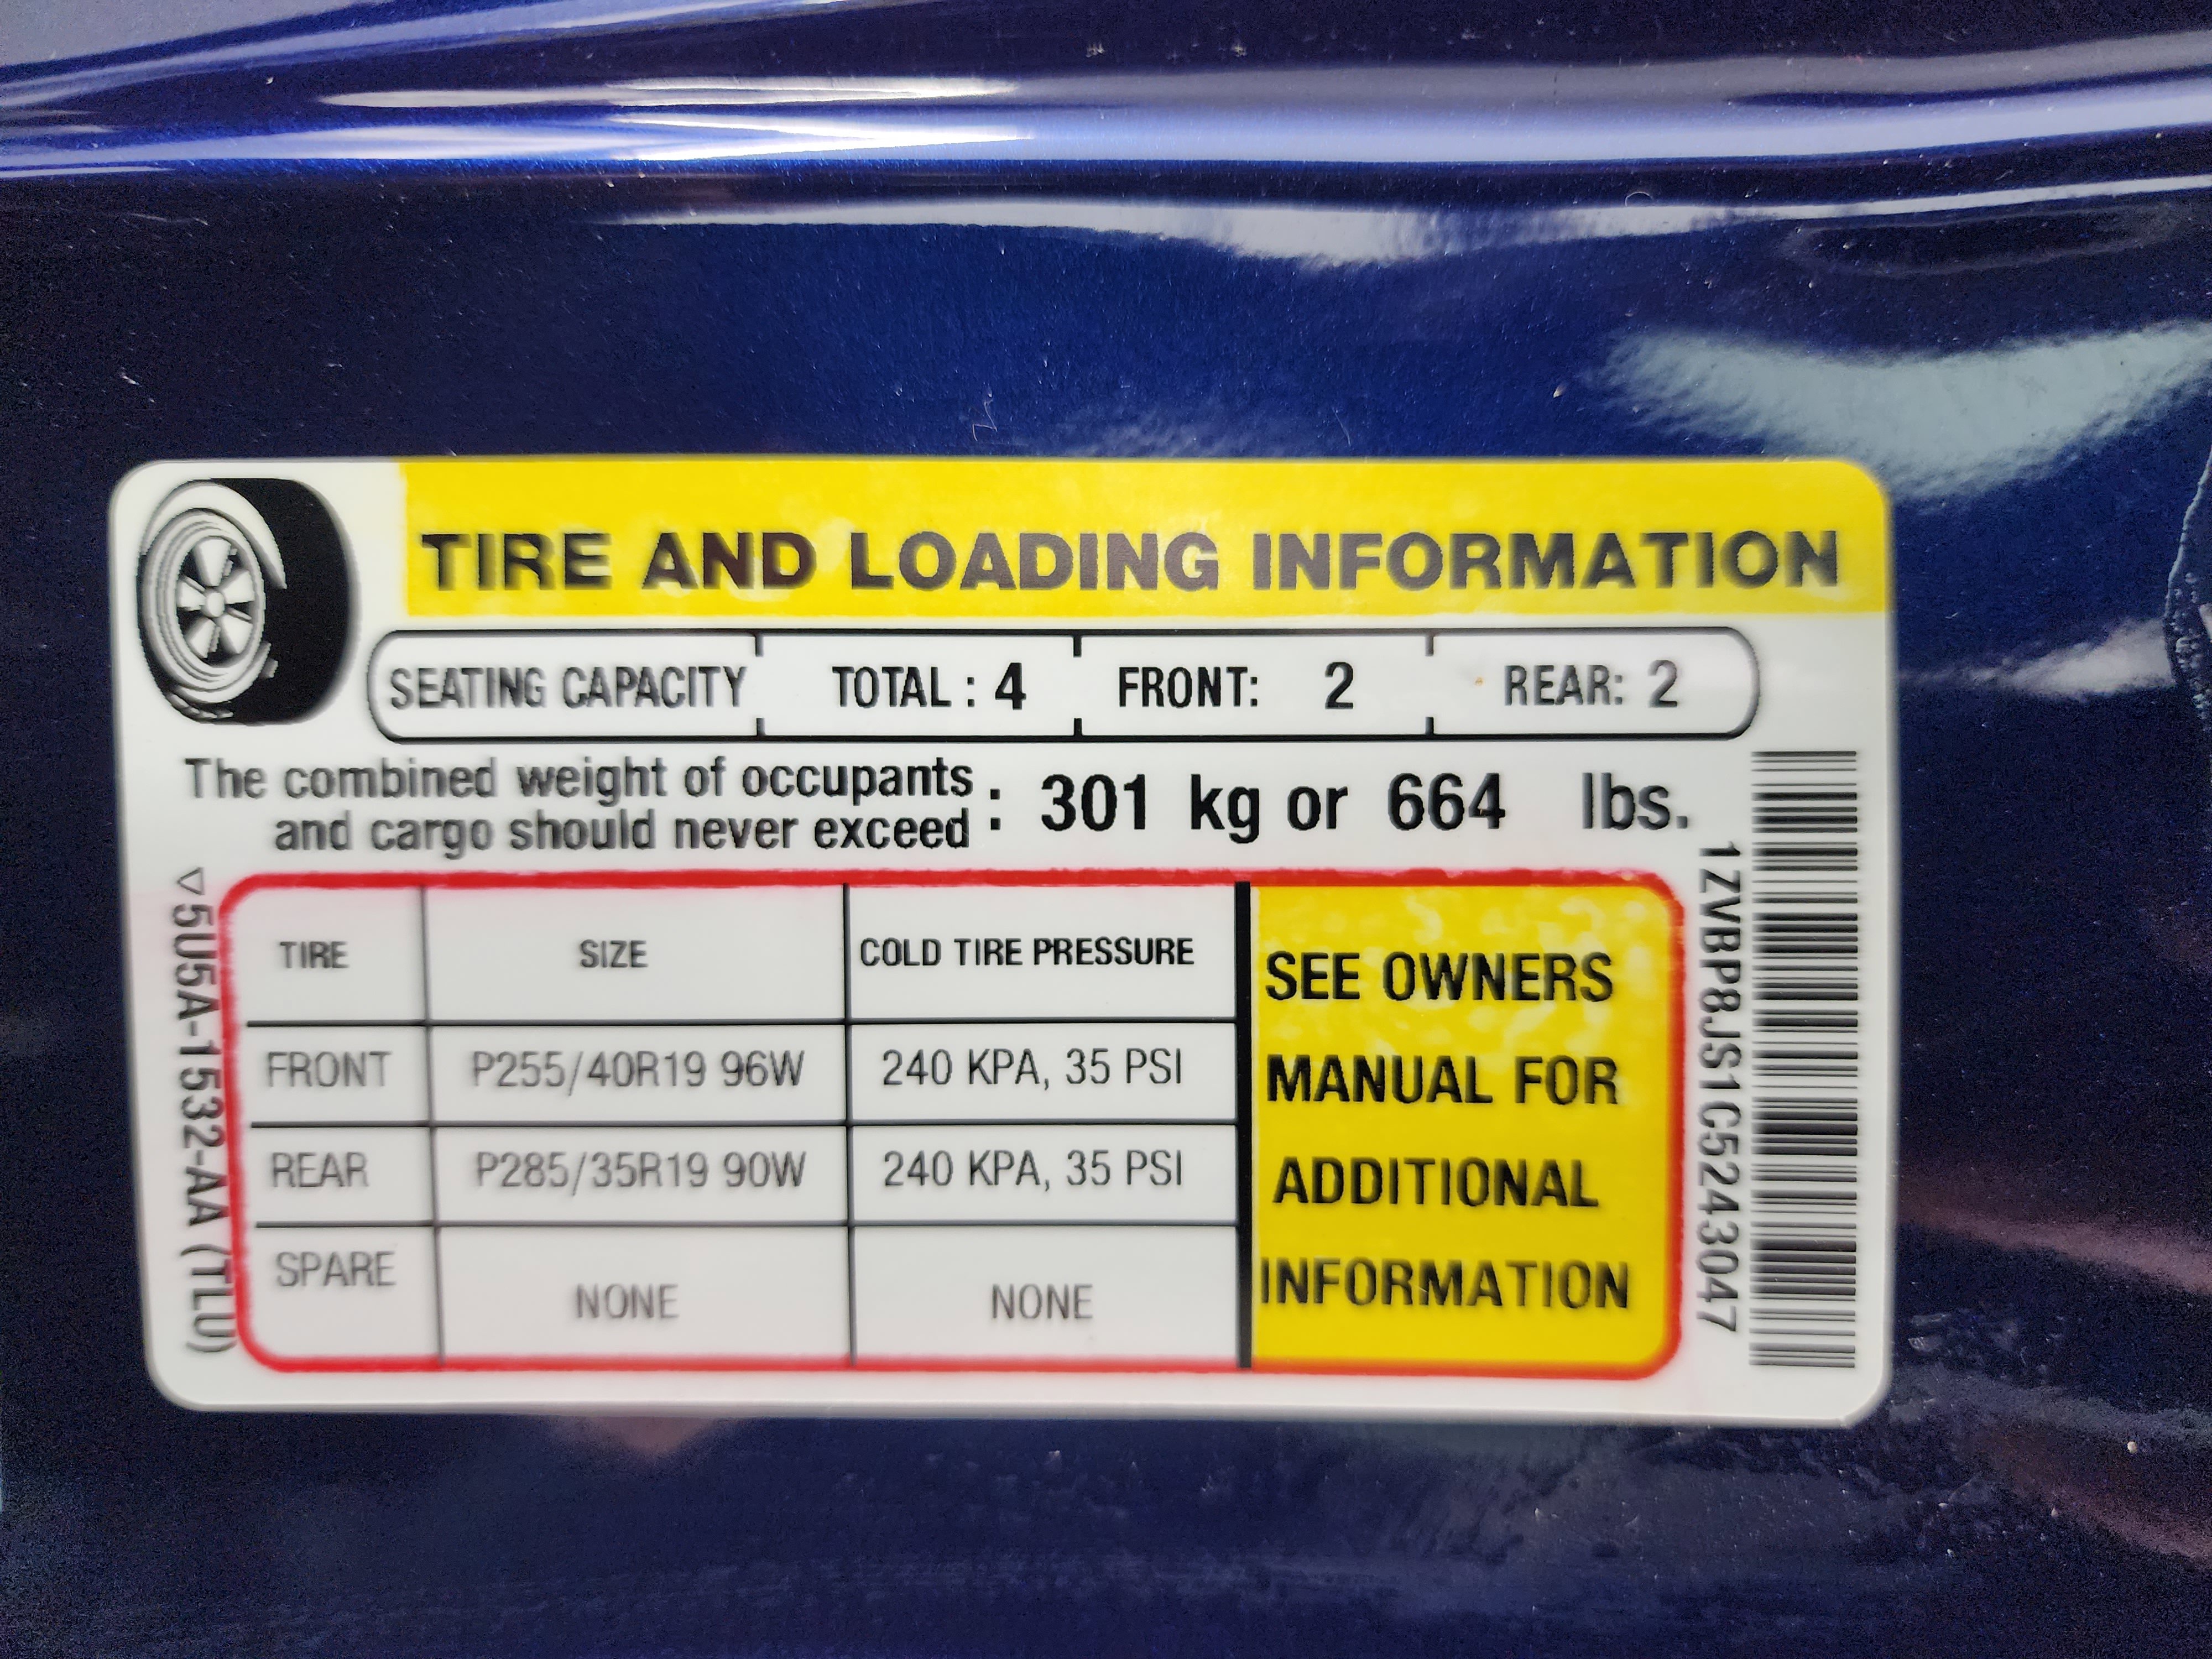 TIRE AND LOADING INFORMATION
SEATING CAPACITY TOTAL : 4 FRONT: 2 REAR: 2
The combined weight of occupants
and cargo should never exceed : 301 kg or 664 lbs.
TIRE SIZE COLD TIRE PRESSURE
FRONT P255/40R19 96W 240 KPA, 35 PSI
REAR P285/35R19 90W 240 KPA, 35 PSI
SPARE NONE NONE
SEE OWNERS
MANUAL FOR
ADDITIONAL
INFORMATION
5U5A-1532-AA (TLU)
1ZVBP8JS1C5243047